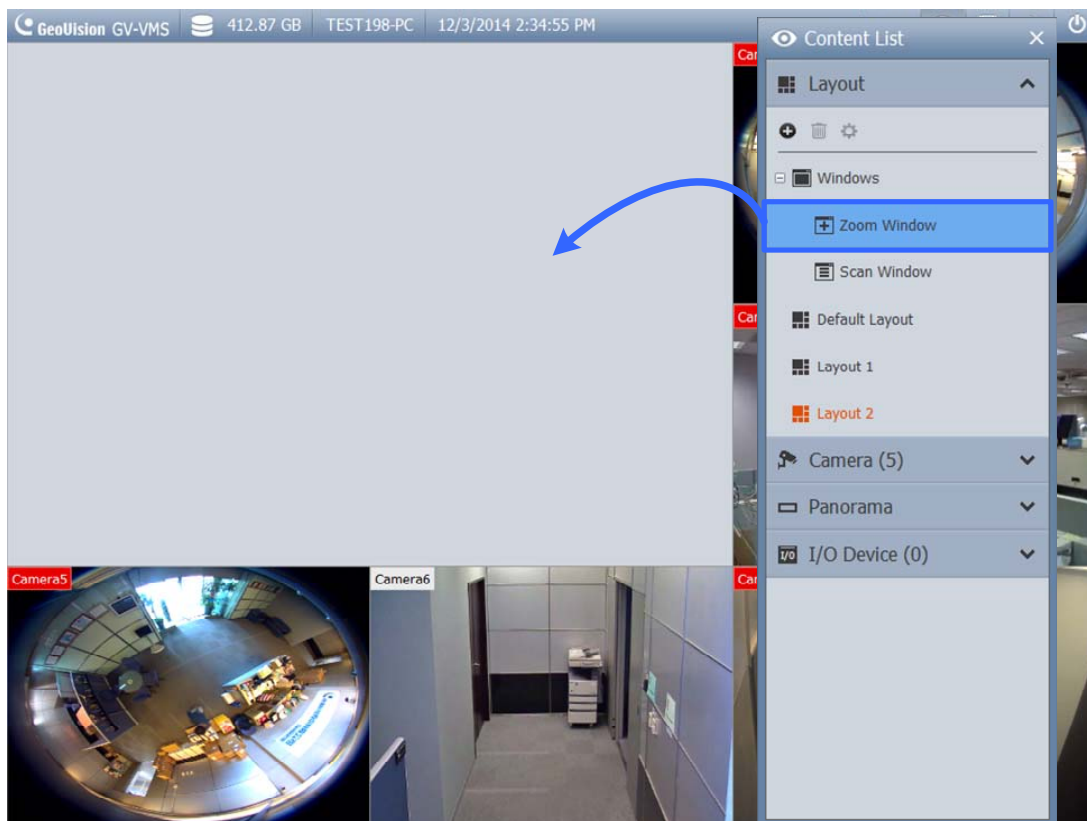 GeoVision GV-VMS 412.87 GB TEST198-PC 12/3/2014 2:34:55 PM
Content List
Layout
Windows
Zoom Window
Scan Window
Default Layout
Layout 1
Layout 2
Camera (5)
Panorama
I/O I/O Device (0)
Camera5
Camera6